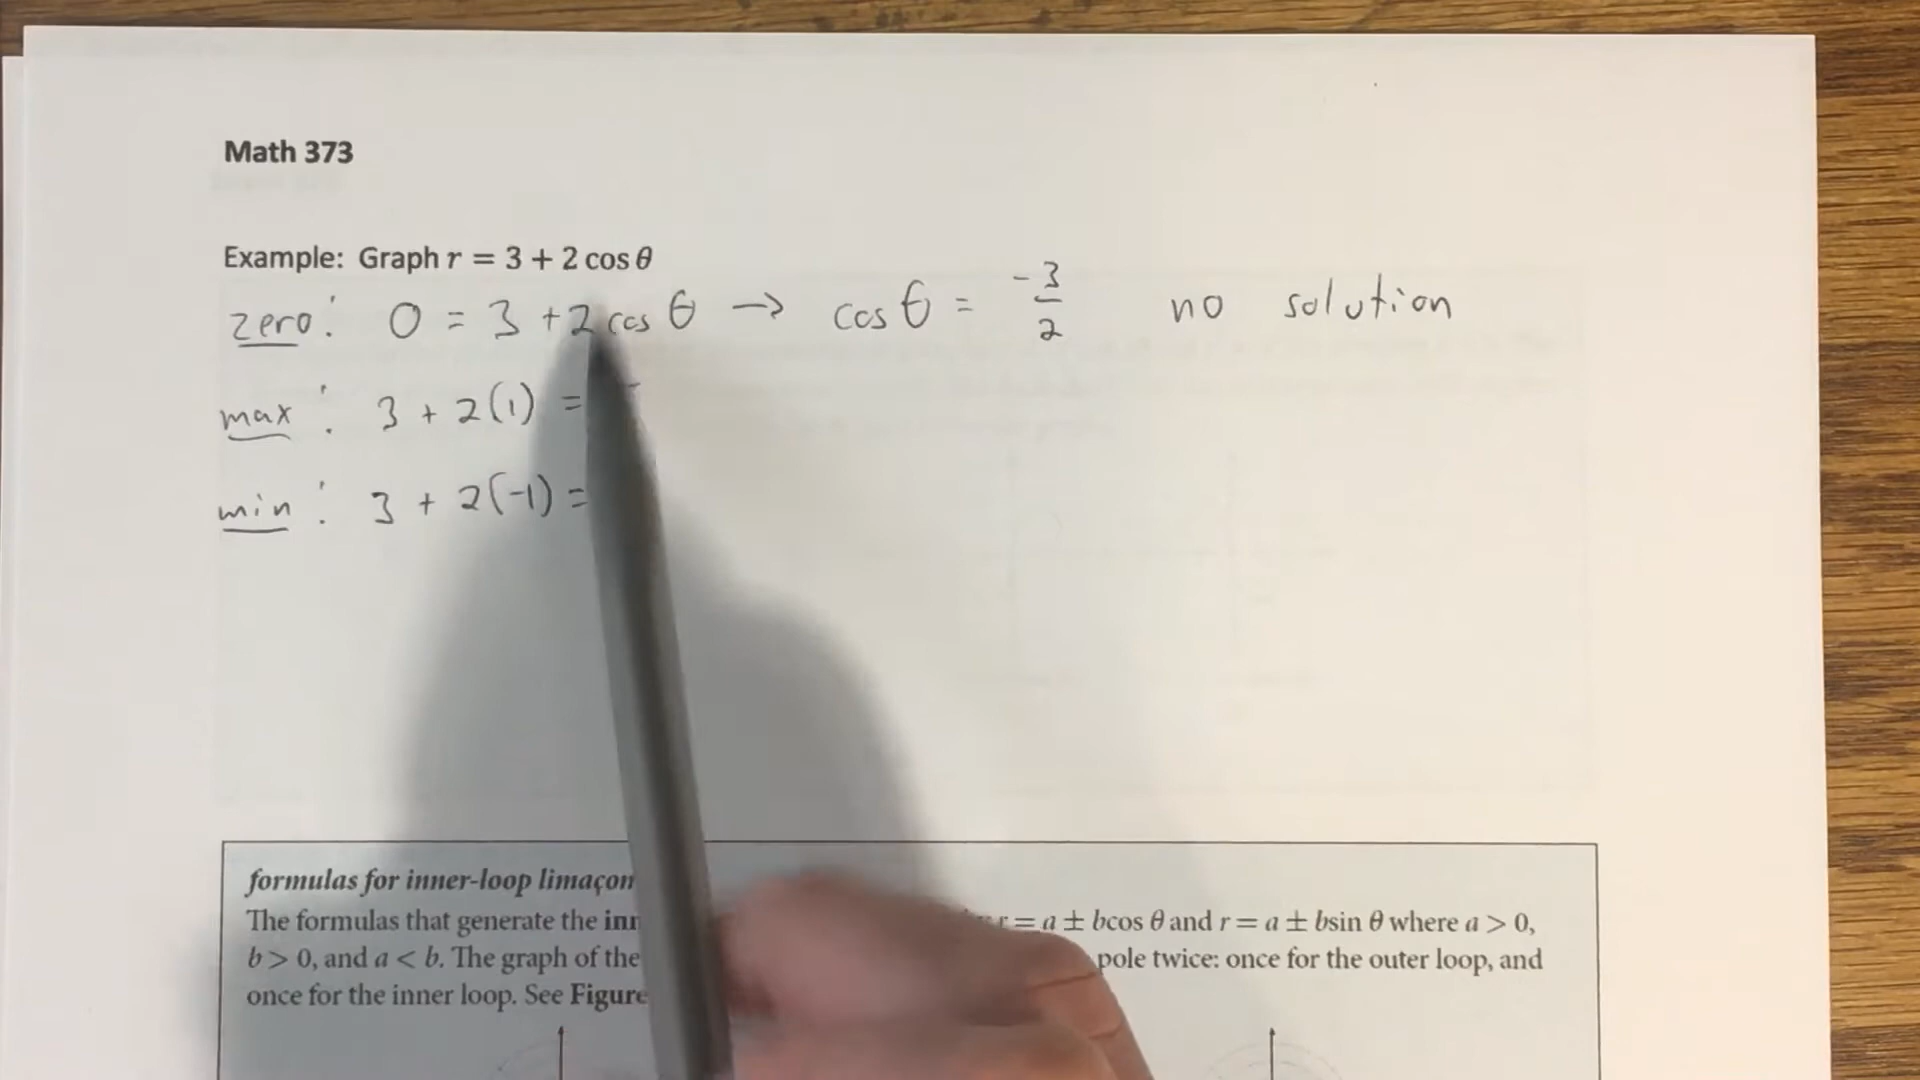 Math 373
Example: Graph r = 3 + 2 cos θ
zero: 0 = 3 + 2 cos θ → cos θ = -3/2 no solution
max: 3 + 2(1) =
min: 3 + 2(-1) =
formulas for inner-loop limaçon
The formulas that generate the r = a ± bcos θ and r = a ± bsin θ where a > 0,
b > 0, and a < b. The graph of the pole twice: once for the outer loop, and
once for the inner loop. See Figure